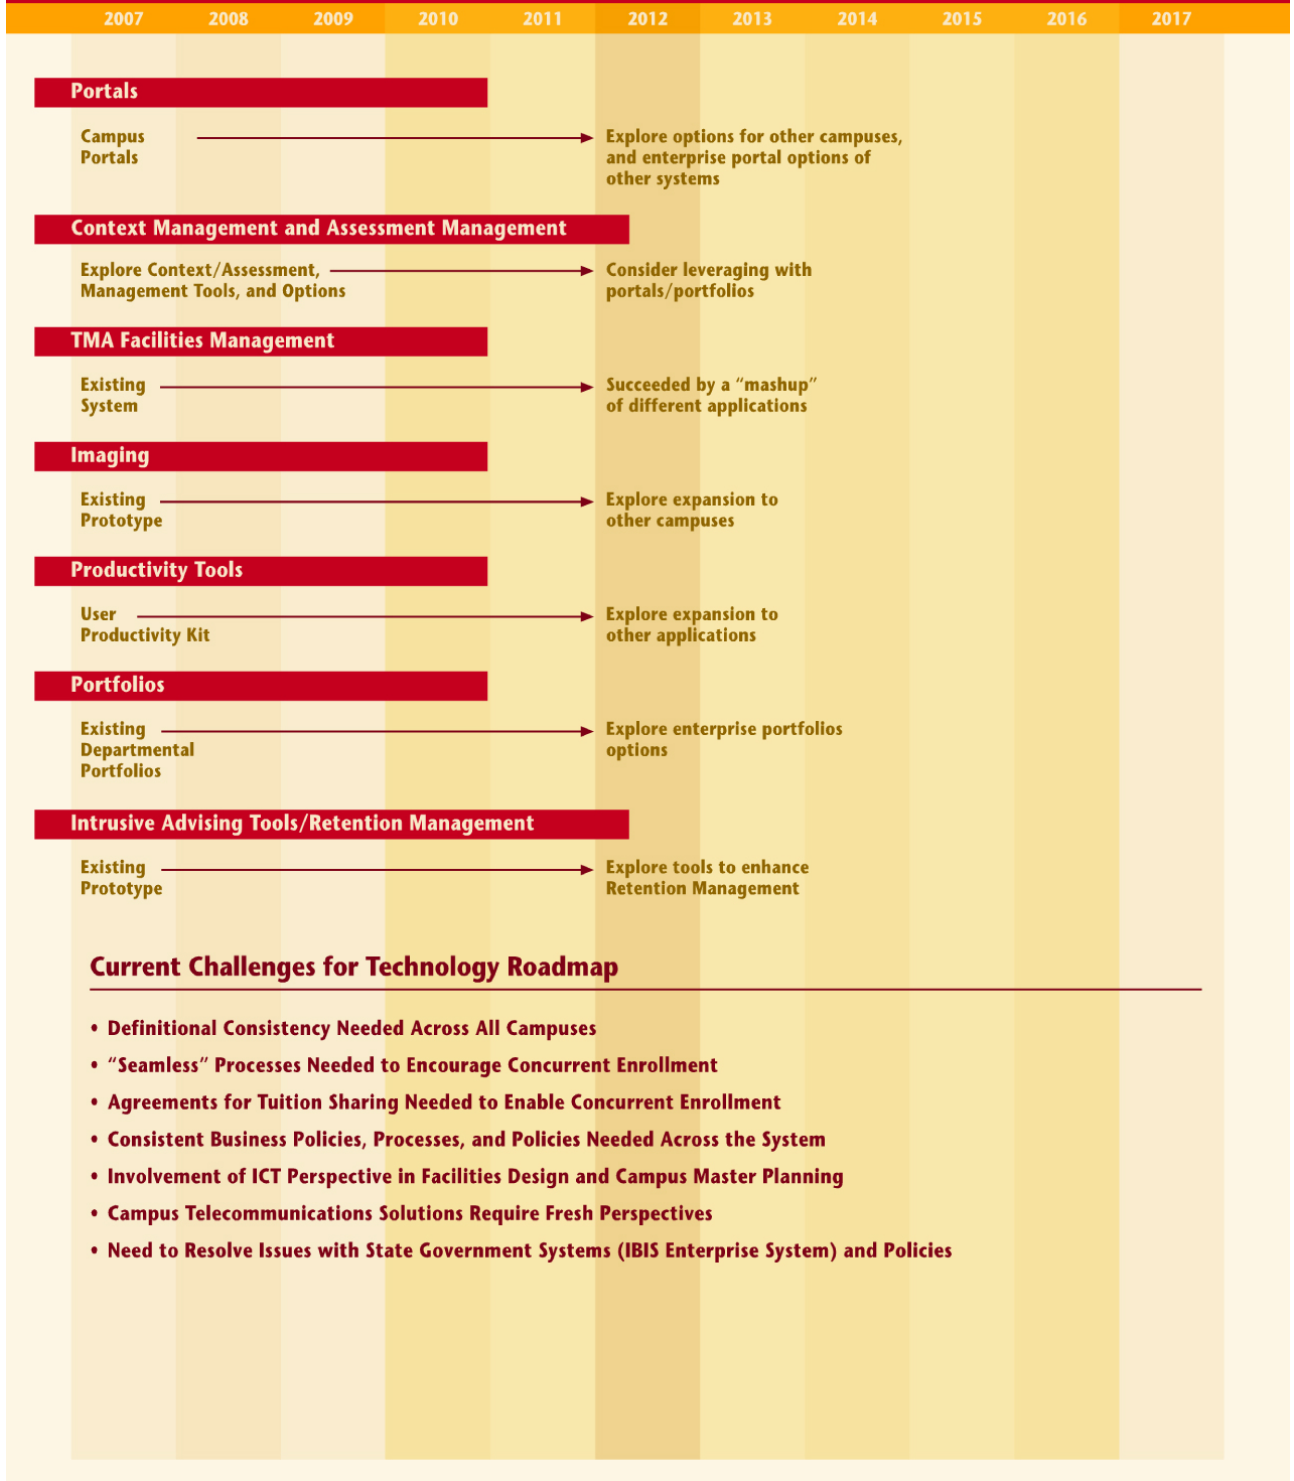 2007 2008 2009 2010 2011 2012 2013 2014 2015 2016 2017
Portals
Campus
Portals
Explore options for other campuses,
and enterprise portal options of
other systems
Context Management and Assessment Management
Explore Context/Assessment,
Management Tools, and Options
Consider leveraging with
portals/portfolios
TMA Facilities Management
Existing
System
Succeeded by a “mashup”
of different applications
Imaging
Existing
Prototype
Explore expansion to
other campuses
Productivity Tools
User
Productivity Kit
Explore expansion to
other applications
Portfolios
Existing
Departmental
Portfolios
Explore enterprise portfolios
options
Intrusive Advising Tools/Retention Management
Existing
Prototype
Explore tools to enhance
Retention Management
Current Challenges for Technology Roadmap
• Definitional Consistency Needed Across All Campuses
• “Seamless” Processes Needed to Encourage Concurrent Enrollment
• Agreements for Tuition Sharing Needed to Enable Concurrent Enrollment
• Consistent Business Policies, Processes, and Policies Needed Across the System
• Involvement of ICT Perspective in Facilities Design and Campus Master Planning
• Campus Telecommunications Solutions Require Fresh Perspectives
• Need to Resolve Issues with State Government Systems (IBIS Enterprise System) and Policies